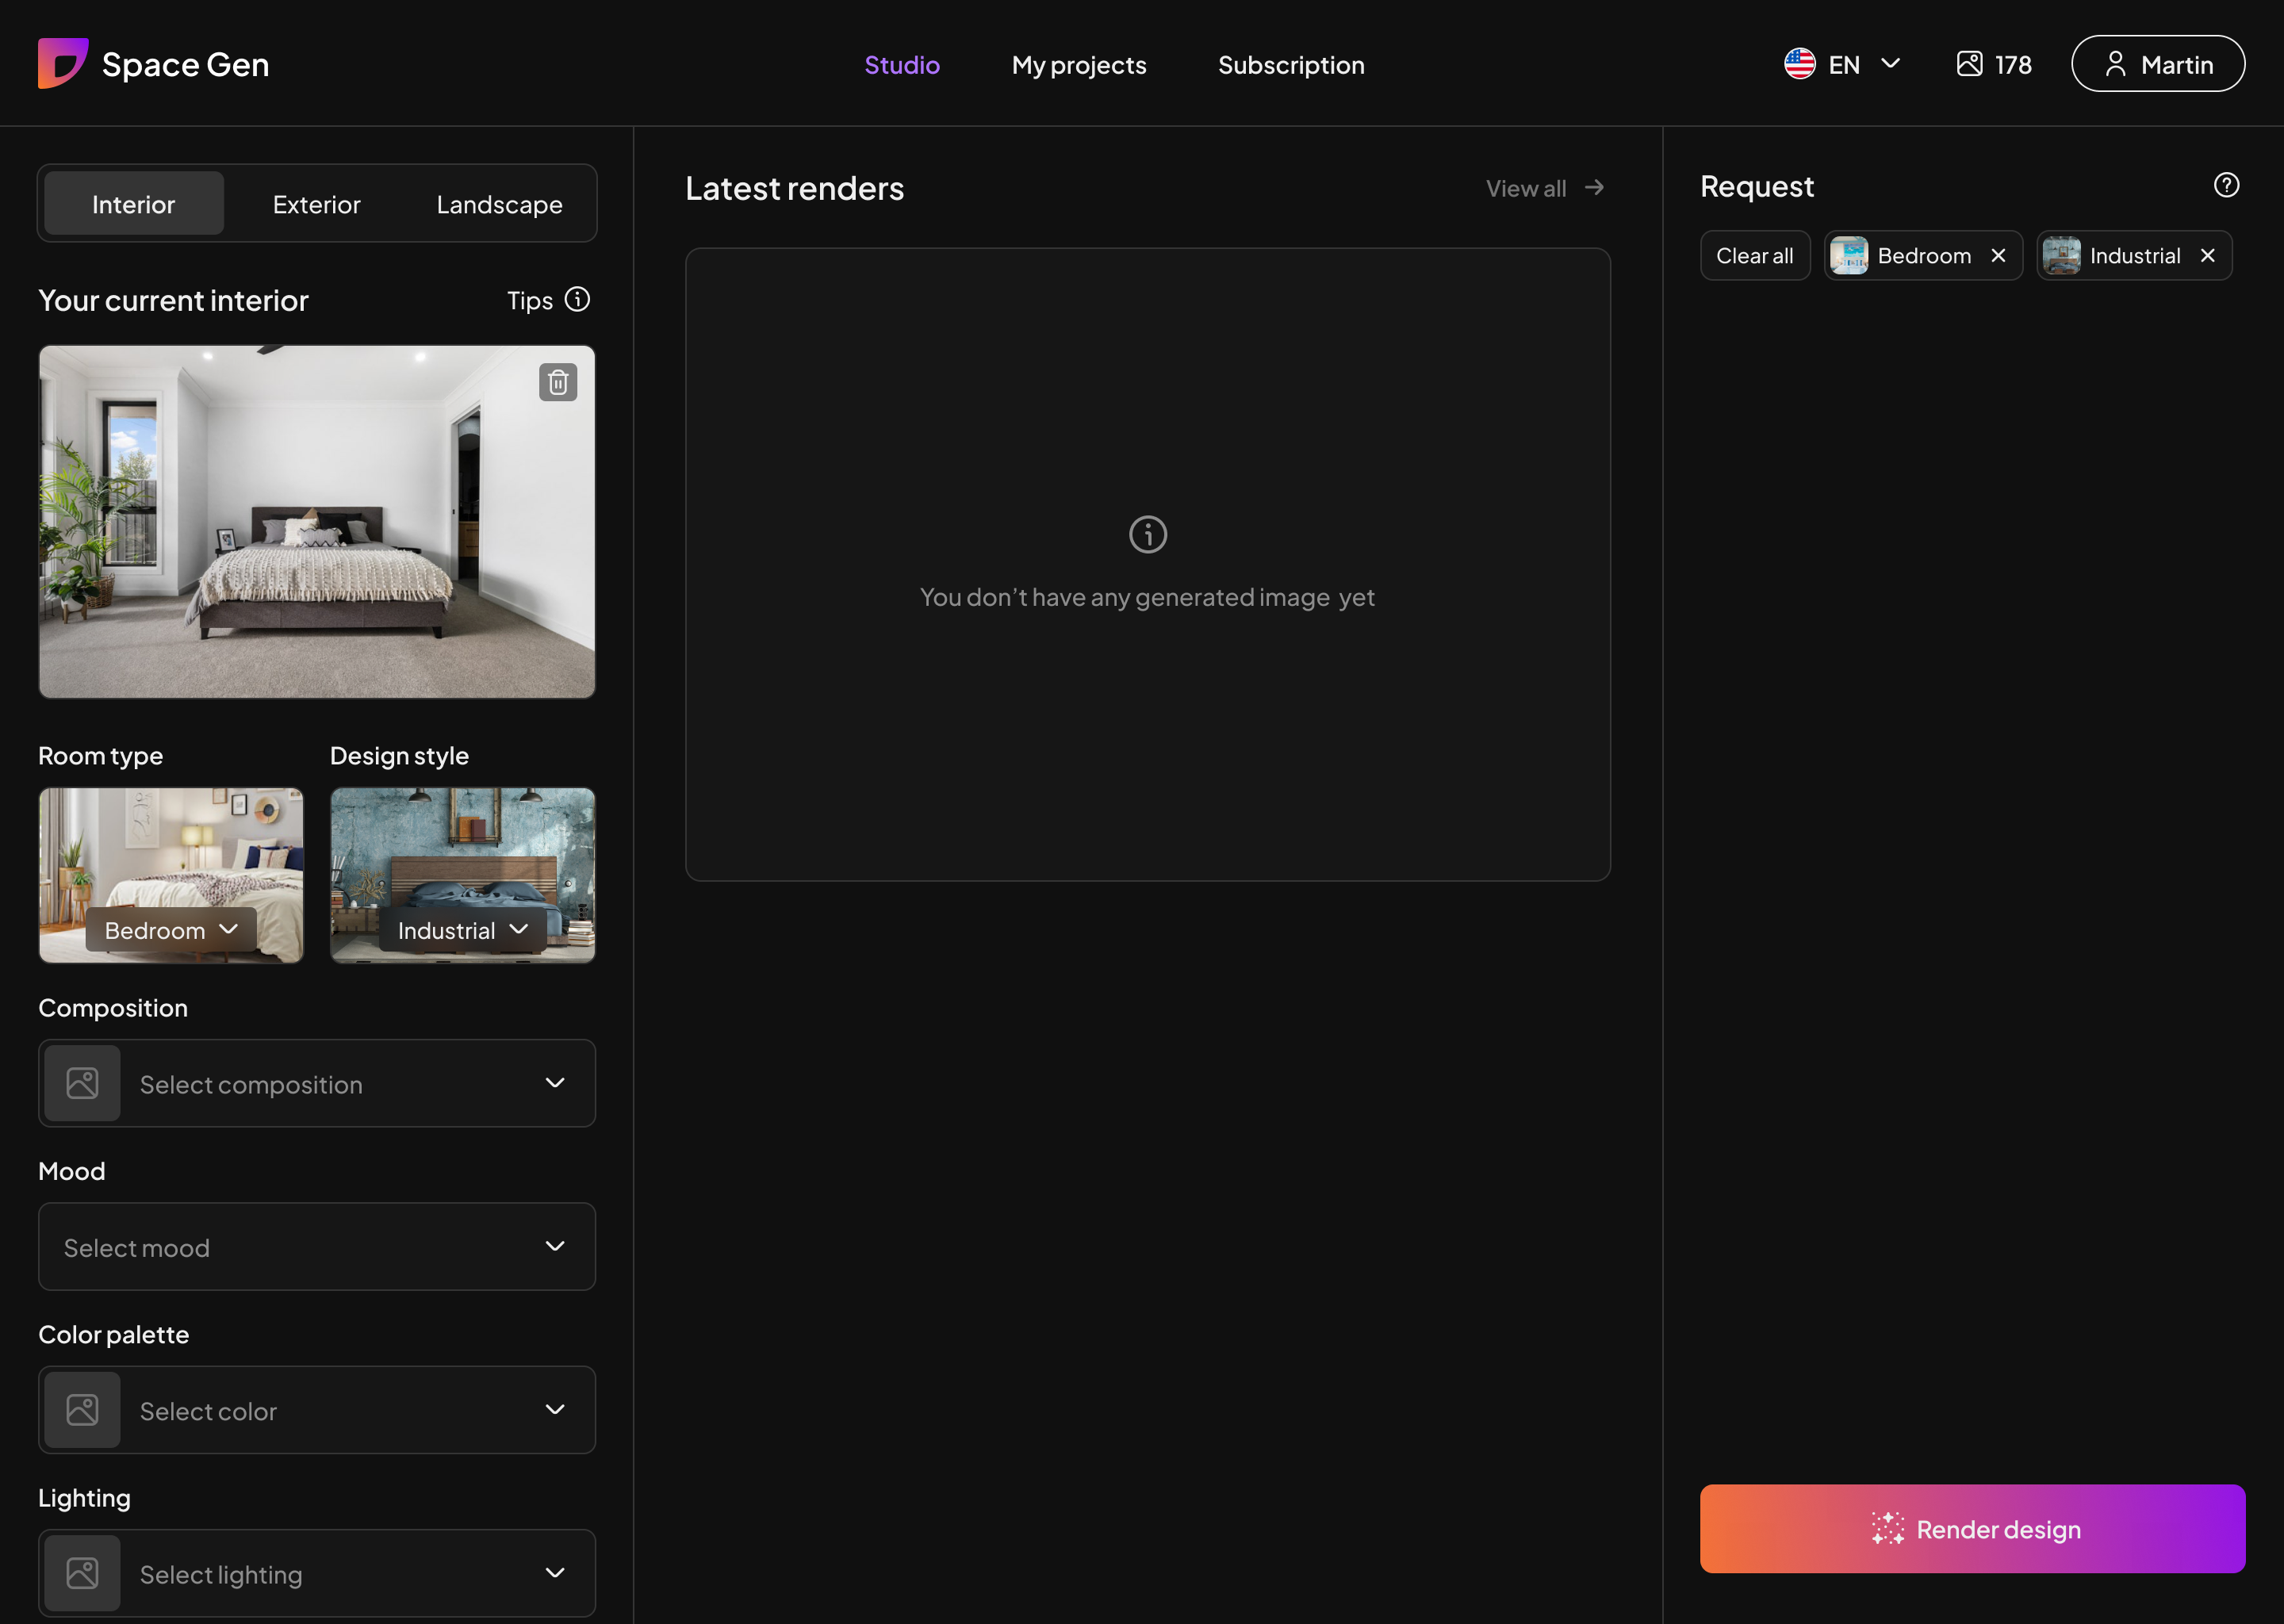 Space Gen
Studio
My projects
Subscription
EN
178
Martin
Interior
Exterior
Landscape
Your current interior
Tips
Room type
Design style
Bedroom
Industrial
Composition
Select composition
Mood
Select mood
Color palette
Select color
Lighting
Select lighting
Latest renders
View all
You don’t have any generated image yet
Request
Clear all
Bedroom
Industrial
Render design